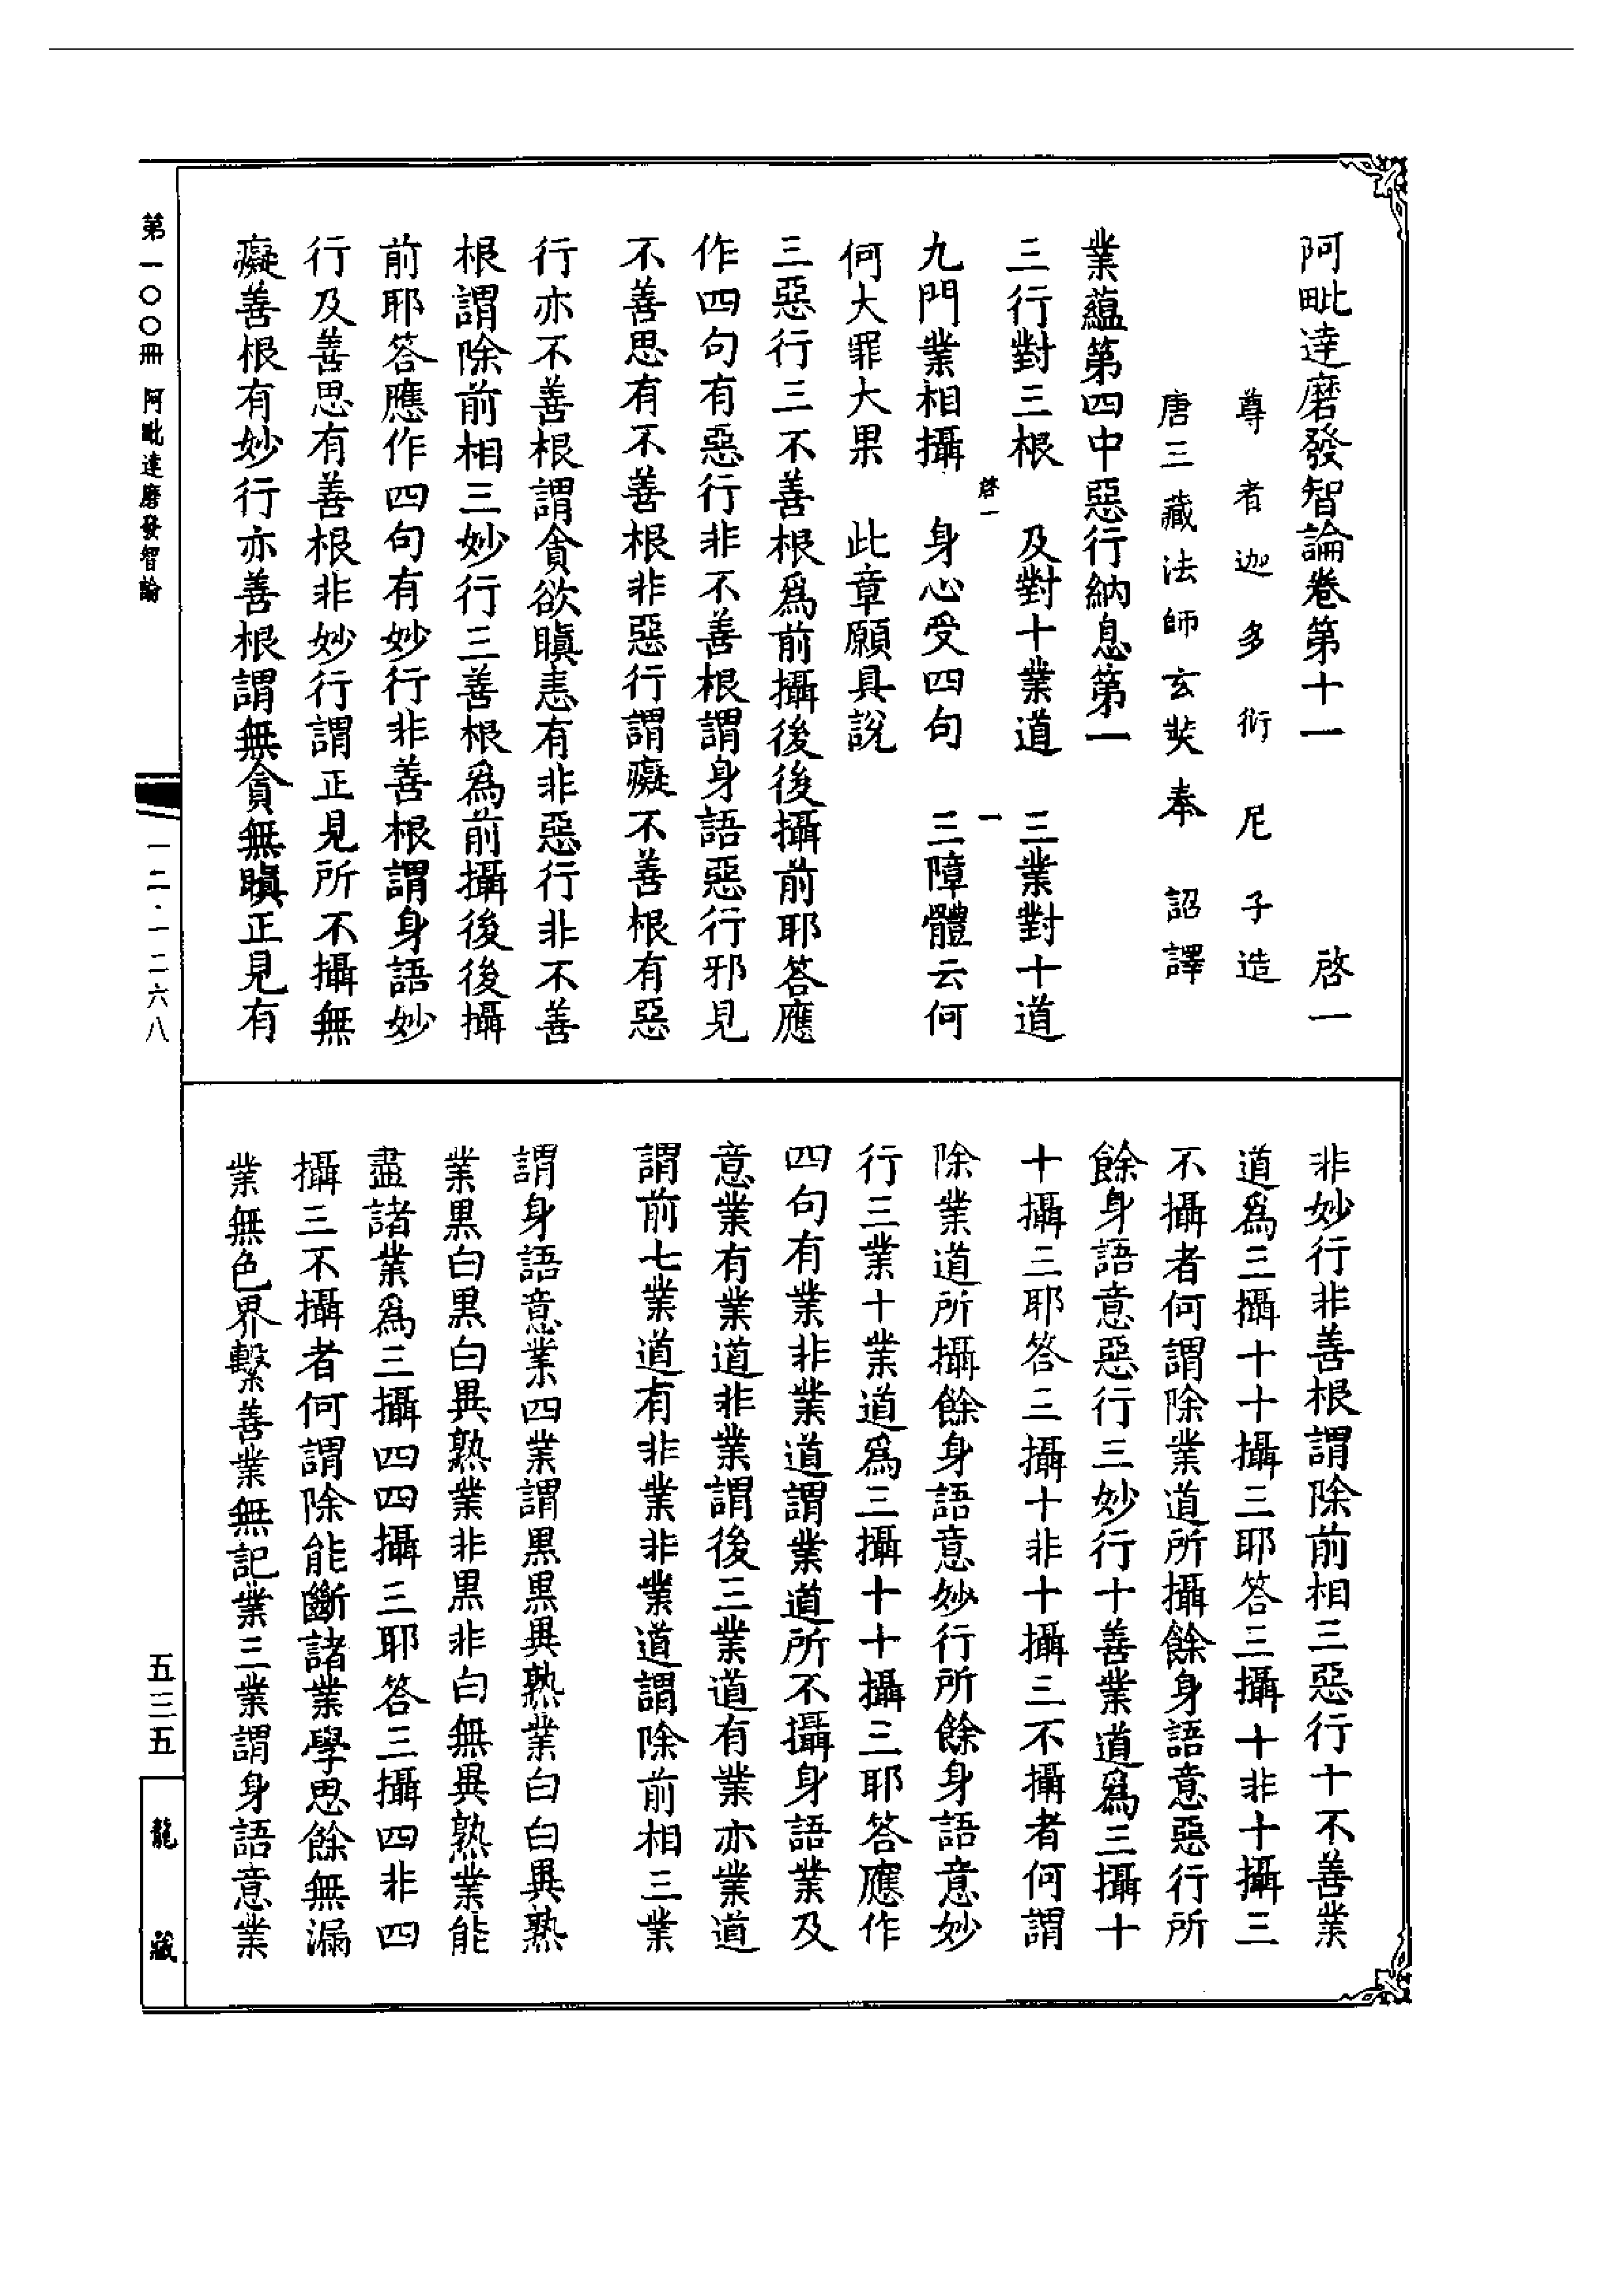 阿毗達磨發智論卷第十一　啓一
尊者迦多衍尼子造
唐三藏法師玄奘奉　詔譯
業蘊第四中惡行納息第一
三行對三根　及對十業道　三業對十道
啓一　一
九門業相攝　身心受四句　三障體云何
何大罪大果　此章願具說
三惡行三不善根爲前攝後後攝前耶答應
作四句有惡行非不善根謂身語惡行邪見
不善思有不善根非惡行謂癡不善根有惡
行亦不善根謂貪欲瞋恚有非惡行非不善
根謂除前相三妙行三善根爲前攝後後攝
前耶答應作四句有妙行非善根謂身語妙
行及善思有善根非妙行謂正見所不攝無
癡善根有妙行亦善根謂無貪無瞋正見有
非妙行非善根謂除前相三惡行十不善業
道爲三攝十十攝三耶答三攝十非十攝三
不攝者何謂除業道所攝餘身語意惡行所
餘身語意惡行三妙行十善業道爲三攝十
十攝三耶答三攝十非十攝三不攝者何謂
除業道所攝餘身語意妙行所餘身語意妙
行三業十業道爲三攝十十攝三耶答應作
四句有業非業道謂業道所不攝身語業及
意業有業道非業謂後三業道有業亦業道
謂前七業道有非業非業道謂除前相三業
謂身語意業四業謂黑黑異熟業白白異熟
業黑白黑白異熟業非黑非白無異熟業能
盡諸業爲三攝四四攝三耶答三攝四非四
攝三不攝者何謂除能斷諸業學思餘無漏
業無色界繫善業無記業三業謂身語意業
第一〇〇冊　阿毗達磨發智論
一二·一二六八
五三五
龍藏